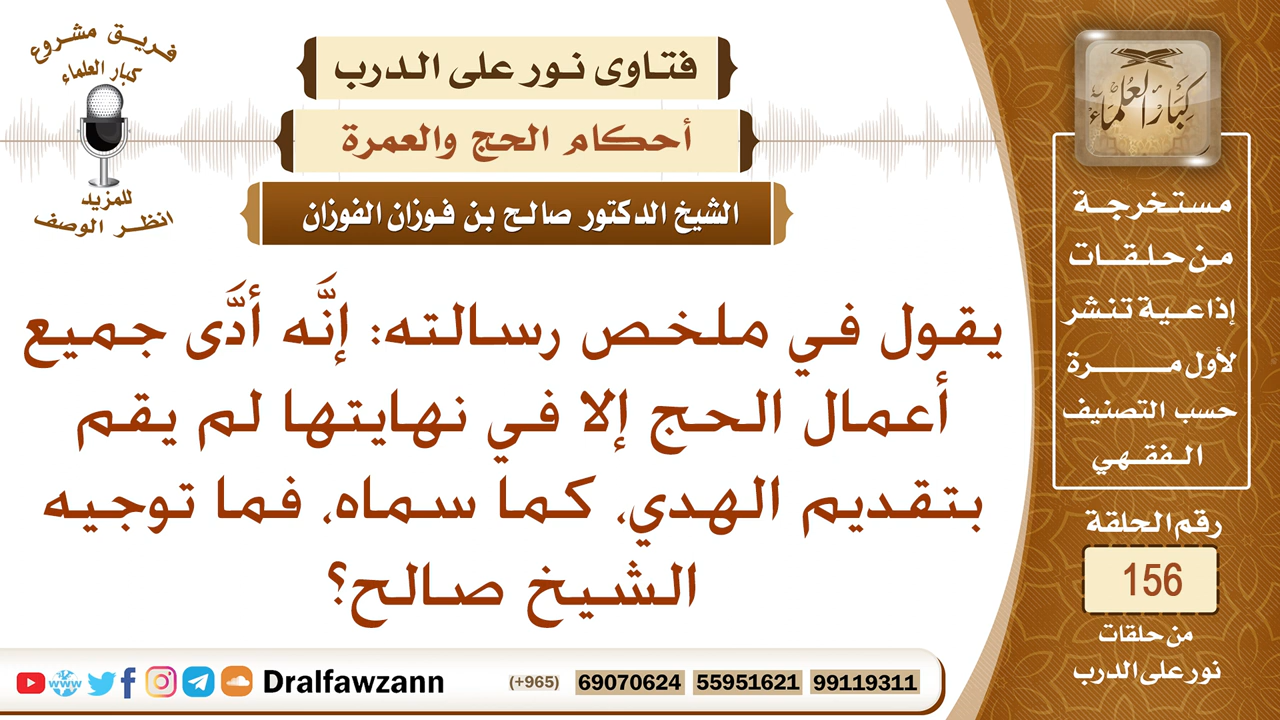 فريق مشروع
كبار العلماء
للمزيد
انظر الوصف
فتاوى نور على الدرب
أحكام الحج والعمرة
الشيخ الدكتور صالح بن فوزان الفوزان
يقول في ملخص رسالته: إنَّه أدَّى جميع
أعمال الحج إلا في نهايتها لم يقم
بتقديم الهدي، كما سماه، فما توجيه
الشيخ صالح؟
كبار العلماء
مستخرجة
من حلقات
إذاعية تنشر
لأول مرة
حسب التصنيف
الفقهي
رقم الحلقة
156
من حلقات
نور على الدرب
www Dralfawzann (+965) 69070624 55951621 99119311